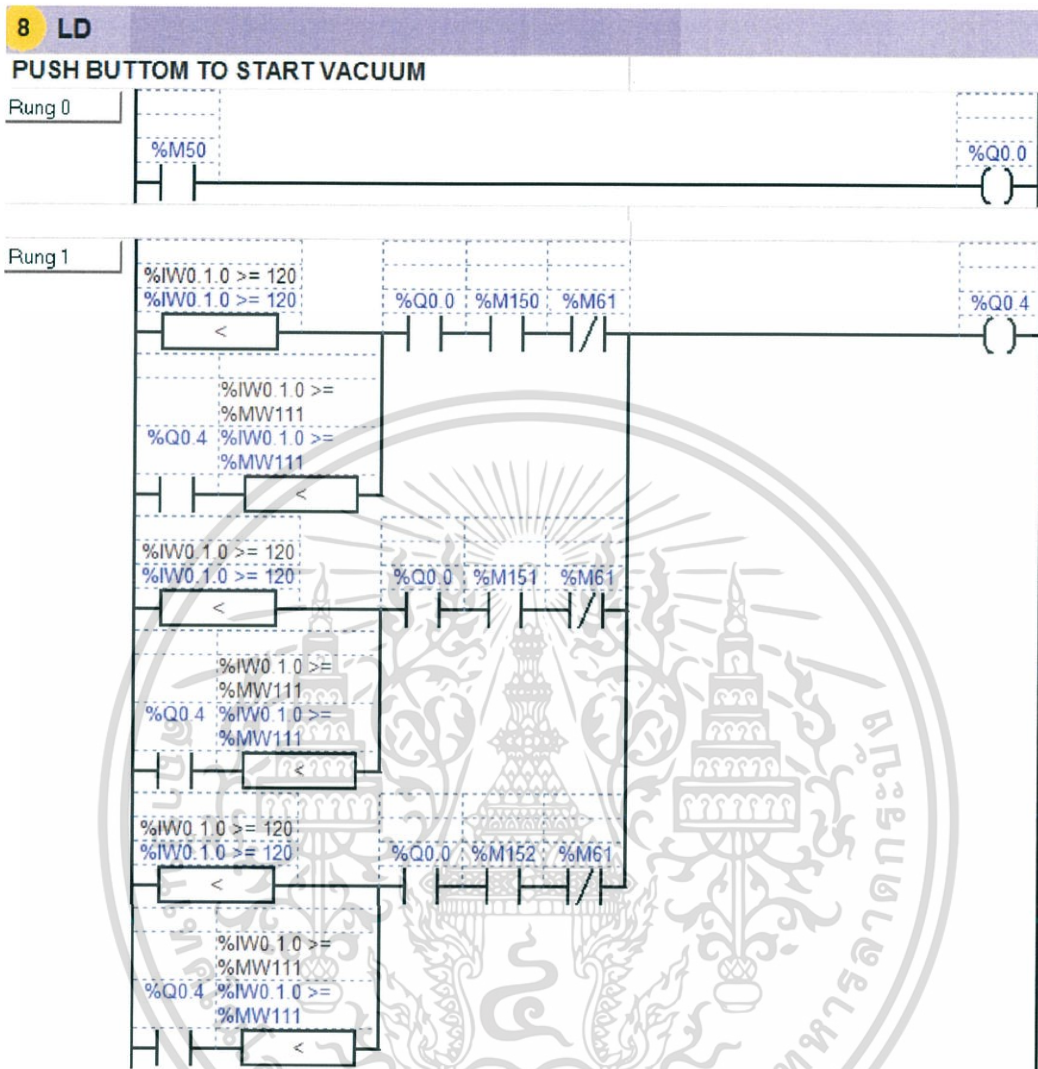 8 LD
PUSH BUTTOM TO START VACUUM
Rung 0
%M50 %Q0.0
Rung 1
%IW0.1.0 >= 120
%IW0.1.0 >= 120 %Q0.0 %M150 %M61 %Q0.4
<
%IW0.1.0 >=
%MW111
%Q0.4 %IW0.1.0 >=
%MW111
<
%IW0.1.0 >= 120
%IW0.1.0 >= 120 %Q0.0 %M151 %M61
<
%IW0.1.0 >=
%MW111
%Q0.4 %IW0.1.0 >=
%MW111
<
%IW0.1.0 >= 120
%IW0.1.0 >= 120 %Q0.0 %M152 %M61
<
%IW0.1.0 >=
%MW111
%Q0.4 %IW0.1.0 >=
%MW111
<